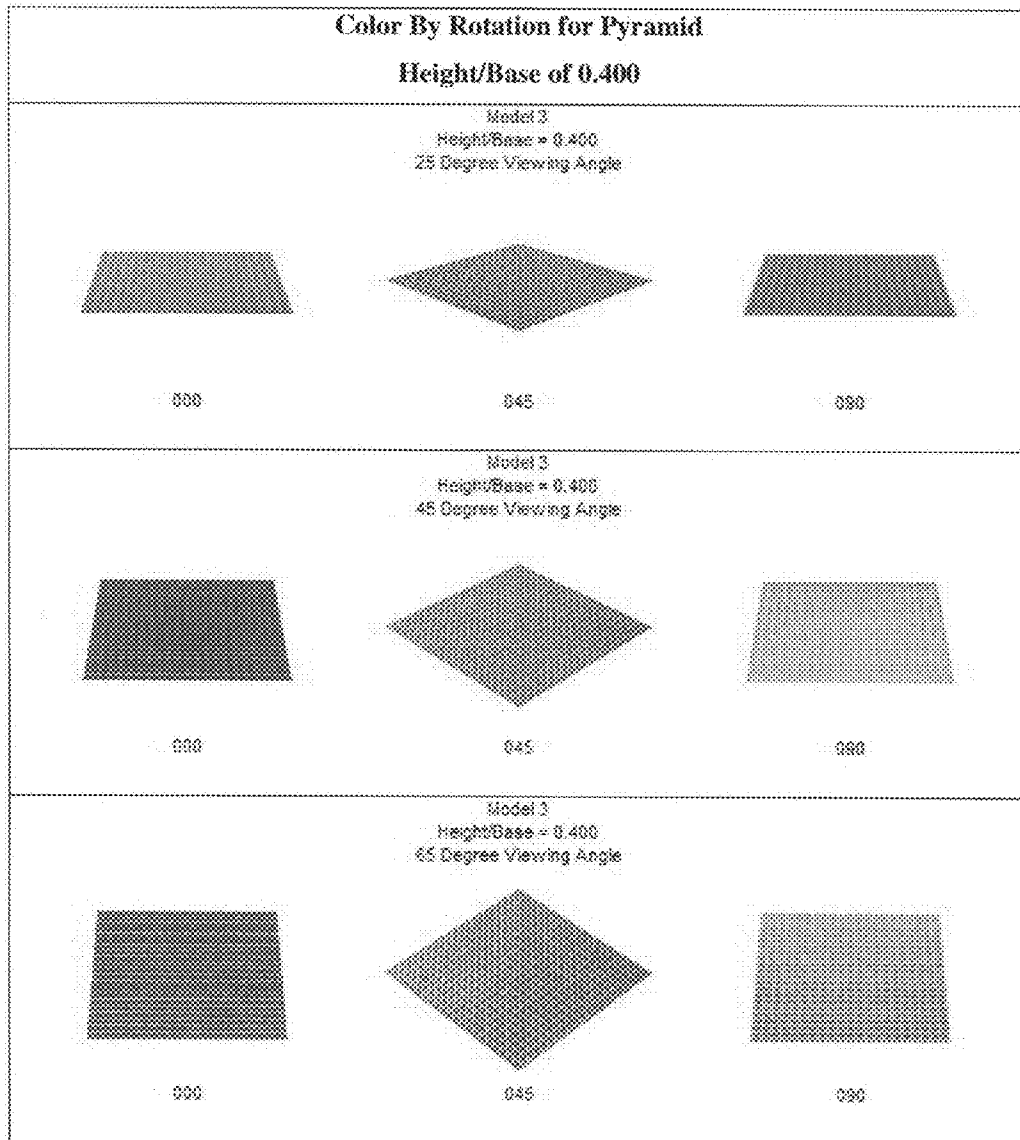 Color By Rotation for Pyramid
Height/Base of 0.400
Model 3
Height/Base = 0.400
25 Degree Viewing Angle
000 045 090
Model 3
Height/Base = 0.400
45 Degree Viewing Angle
000 045 090
Model 3
Height/Base = 0.400
65 Degree Viewing Angle
000 045 090